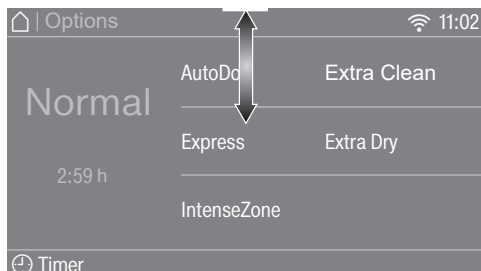 | Options 11:02
AutoDo Extra Clean
Normal
Express Extra Dry
2:59 h
IntenseZone
Timer